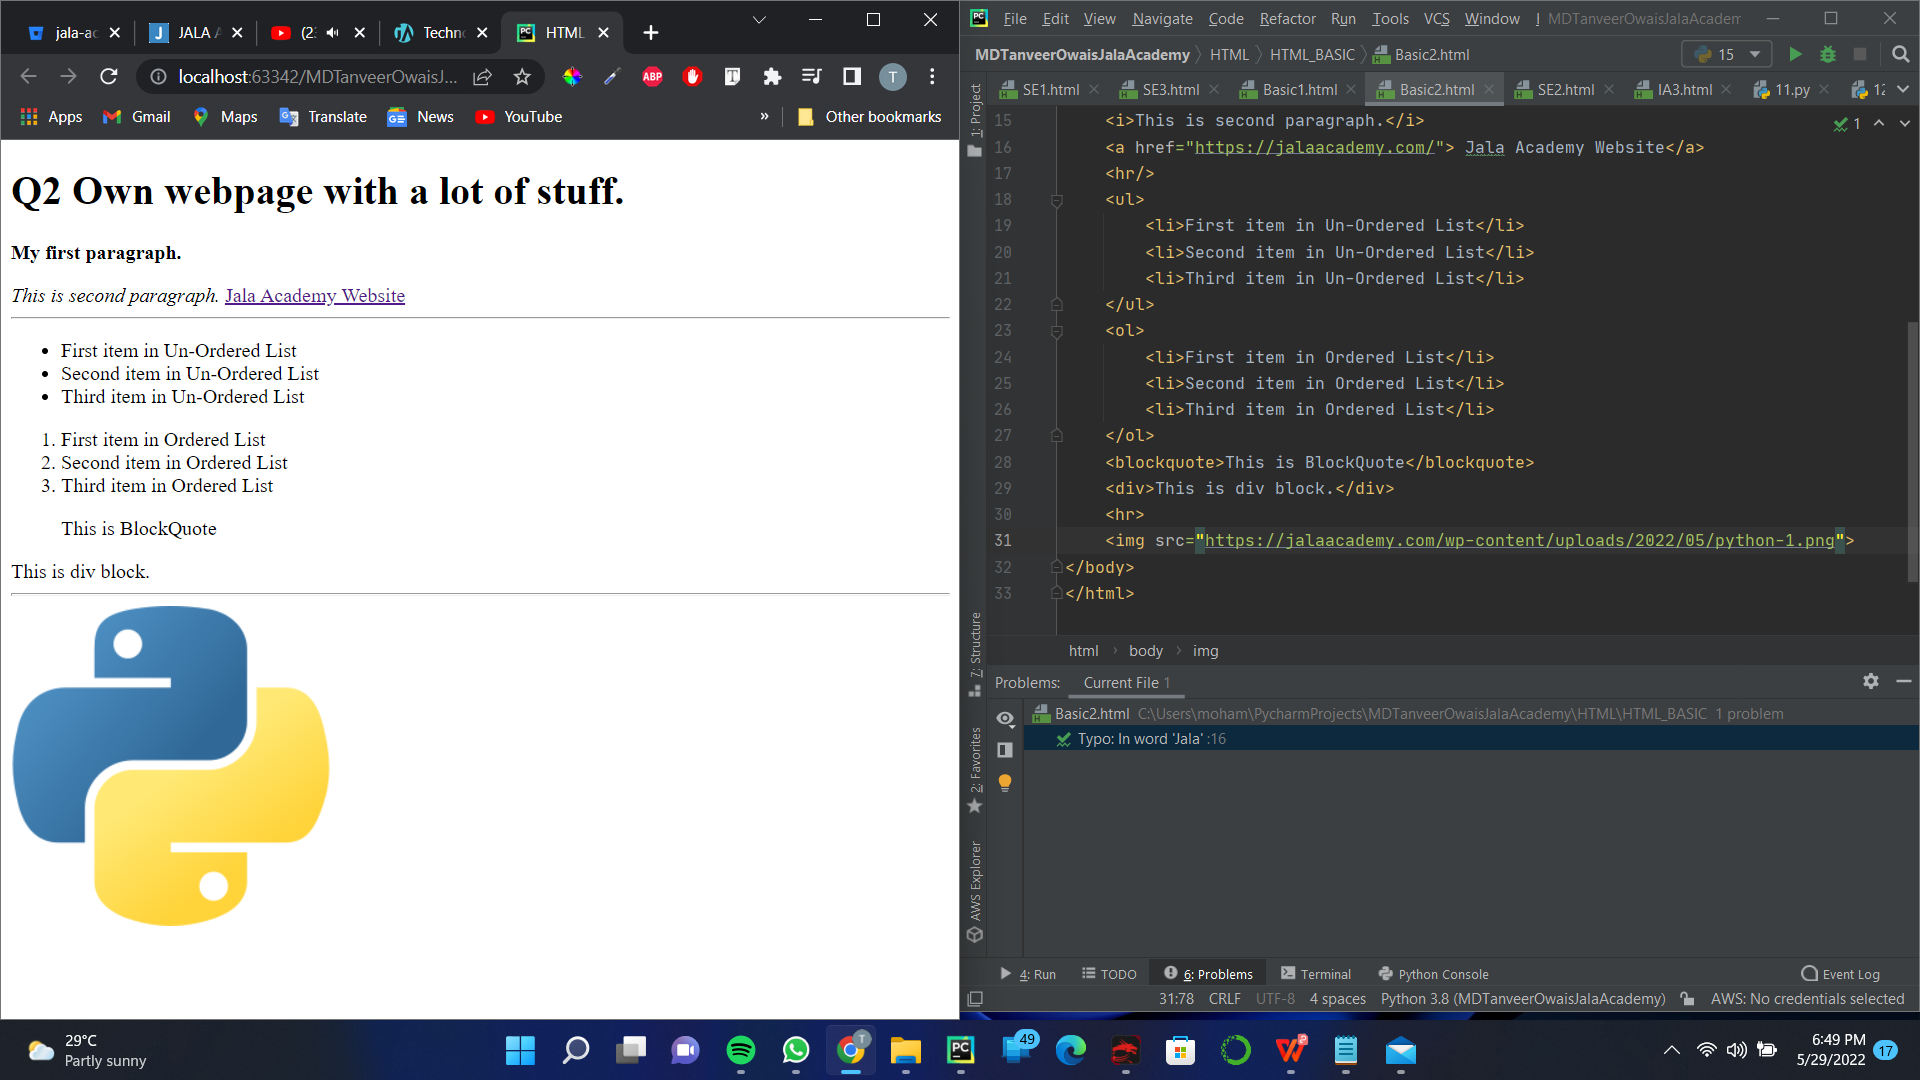 jala-ac
JALA A
(2
Techn
HTML
localhost:63342/MDTanveerOwaisJ...
ABP
T
Apps
Gmail
Maps
Translate
News
YouTube
»
Other bookmarks
Q2 Own webpage with a lot of stuff.
My first paragraph.
This is second paragraph. Jala Academy Website
• First item in Un-Ordered List
• Second item in Un-Ordered List
• Third item in Un-Ordered List
1. First item in Ordered List
2. Second item in Ordered List
3. Third item in Ordered List
This is BlockQuote
This is div block.
File Edit View Navigate Code Refactor Run Tools VCS Window MDTanveerOwaisJalaAcadem
MDTanveerOwaisJalaAcademy HTML HTML_BASIC Basic2.html
15
SE1.html SE3.html Basic1.html Basic2.html SE2.html IA3.html 11.py 12
1: Project
1
15 <i>This is second paragraph.</i>
16 <a href="https://jalaacademy.com/"> Jala Academy Website</a>
17 <hr/>
18 <ul>
19 <li>First item in Un-Ordered List</li>
20 <li>Second item in Un-Ordered List</li>
21 <li>Third item in Un-Ordered List</li>
22 </ul>
23 <ol>
24 <li>First item in Ordered List</li>
25 <li>Second item in Ordered List</li>
26 <li>Third item in Ordered List</li>
27 </ol>
28 <blockquote>This is BlockQuote</blockquote>
29 <div>This is div block.</div>
30 <hr>
31 <img src="https://jalaacademy.com/wp-content/uploads/2022/05/python-1.png">
32 </body>
33 </html>
html body img
7: Structure
2: Favorites
AWS Explorer
Problems: Current File 1
Basic2.html C:\Users\moham\PycharmProjects\MDTanveerOwaisJalaAcademy\HTML\HTML_BASIC 1 problem
Typo: In word 'Jala' :16
4: Run TODO 6: Problems Terminal Python Console Event Log
31:78 CRLF UTF-8 4 spaces Python 3.8 (MDTanveerOwaisJalaAcademy) AWS: No credentials selected
29°C
Partly sunny
T
PC
49
6:49 PM
5/29/2022
17